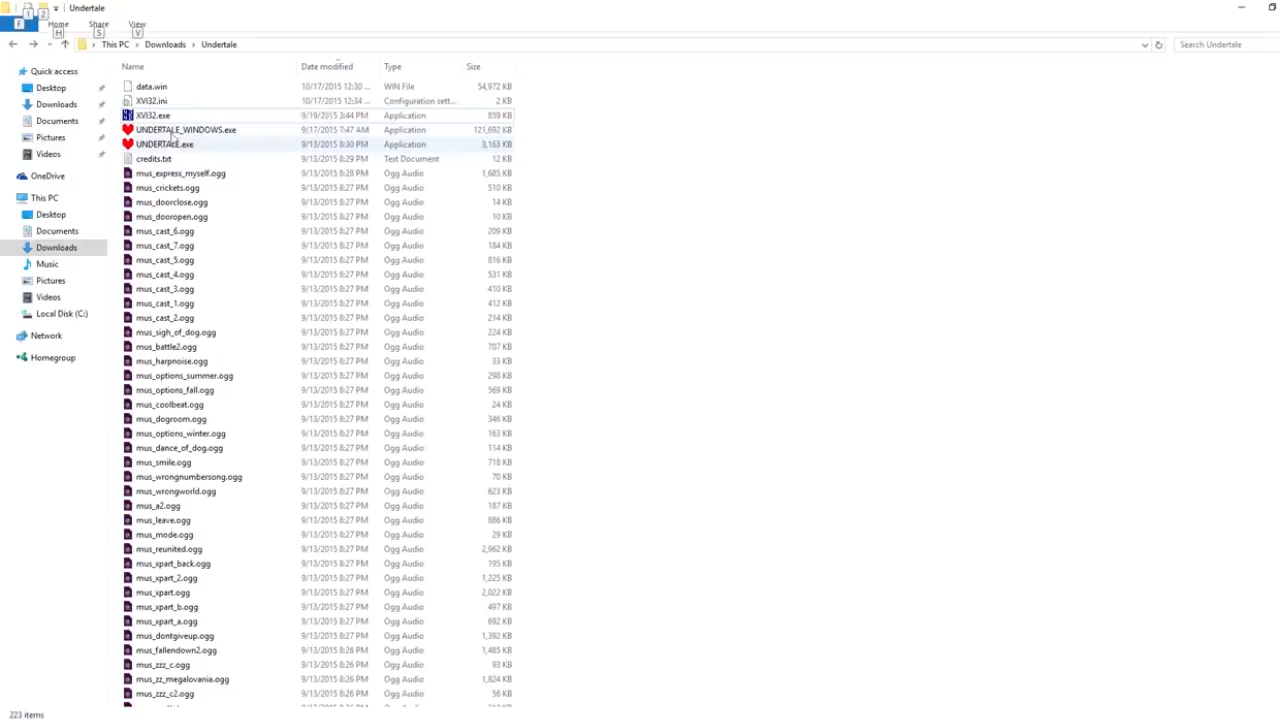 1 2 Undertale
F Home Share View
H S V
This PC Downloads Undertale Search Undertale
Name Date modified Type Size
Quick access
Desktop
Downloads
Documents
Pictures
Videos
OneDrive
This PC
Desktop
Documents
Downloads
Music
Pictures
Videos
Local Disk (C:)
Network
Homegroup
data.win 10/17/2015 12:30 ... WIN File 54,972 KB
XVI32.ini 10/17/2015 12:34 ... Configuration sett... 2 KB
XVI32.exe 9/19/2015 3:44 PM Application 859 KB
UNDERTALE_WINDOWS.exe 9/17/2015 7:47 AM Application 121,692 KB
UNDERTALE.exe 9/13/2015 8:30 PM Application 3,163 KB
credits.txt 9/13/2015 8:29 PM Text Document 12 KB
mus_express_myself.ogg 9/13/2015 8:28 PM Ogg Audio 1,685 KB
mus_crickets.ogg 9/13/2015 8:27 PM Ogg Audio 510 KB
mus_doorclose.ogg 9/13/2015 8:27 PM Ogg Audio 14 KB
mus_dooropen.ogg 9/13/2015 8:27 PM Ogg Audio 10 KB
mus_cast_6.ogg 9/13/2015 8:27 PM Ogg Audio 209 KB
mus_cast_7.ogg 9/13/2015 8:27 PM Ogg Audio 184 KB
mus_cast_5.ogg 9/13/2015 8:27 PM Ogg Audio 816 KB
mus_cast_4.ogg 9/13/2015 8:27 PM Ogg Audio 531 KB
mus_cast_3.ogg 9/13/2015 8:27 PM Ogg Audio 410 KB
mus_cast_1.ogg 9/13/2015 8:27 PM Ogg Audio 412 KB
mus_cast_2.ogg 9/13/2015 8:27 PM Ogg Audio 214 KB
mus_sigh_of_dog.ogg 9/13/2015 8:27 PM Ogg Audio 224 KB
mus_battle2.ogg 9/13/2015 8:27 PM Ogg Audio 707 KB
mus_harpnoise.ogg 9/13/2015 8:27 PM Ogg Audio 33 KB
mus_options_summer.ogg 9/13/2015 8:27 PM Ogg Audio 298 KB
mus_options_fall.ogg 9/13/2015 8:27 PM Ogg Audio 569 KB
mus_coolbeat.ogg 9/13/2015 8:27 PM Ogg Audio 24 KB
mus_dogroom.ogg 9/13/2015 8:27 PM Ogg Audio 346 KB
mus_options_winter.ogg 9/13/2015 8:27 PM Ogg Audio 163 KB
mus_dance_of_dog.ogg 9/13/2015 8:27 PM Ogg Audio 114 KB
mus_smile.ogg 9/13/2015 8:27 PM Ogg Audio 718 KB
mus_wrongnumbersong.ogg 9/13/2015 8:27 PM Ogg Audio 70 KB
mus_wrongworld.ogg 9/13/2015 8:27 PM Ogg Audio 623 KB
mus_a2.ogg 9/13/2015 8:27 PM Ogg Audio 187 KB
mus_leave.ogg 9/13/2015 8:27 PM Ogg Audio 886 KB
mus_mode.ogg 9/13/2015 8:27 PM Ogg Audio 29 KB
mus_reunited.ogg 9/13/2015 8:27 PM Ogg Audio 2,962 KB
mus_xpart_back.ogg 9/13/2015 8:27 PM Ogg Audio 195 KB
mus_xpart_2.ogg 9/13/2015 8:27 PM Ogg Audio 1,225 KB
mus_xpart.ogg 9/13/2015 8:27 PM Ogg Audio 2,022 KB
mus_xpart_b.ogg 9/13/2015 8:27 PM Ogg Audio 497 KB
mus_xpart_a.ogg 9/13/2015 8:27 PM Ogg Audio 692 KB
mus_dontgiveup.ogg 9/13/2015 8:27 PM Ogg Audio 1,392 KB
mus_fallendown2.ogg 9/13/2015 8:26 PM Ogg Audio 1,485 KB
mus_zzz_c.ogg 9/13/2015 8:26 PM Ogg Audio 93 KB
mus_zz_megalovania.ogg 9/13/2015 8:26 PM Ogg Audio 1,824 KB
mus_zzz_c2.ogg 9/13/2015 8:26 PM Ogg Audio 56 KB
223 items